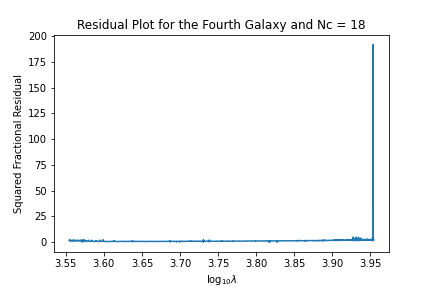 Residual Plot for the Fourth Galaxy and Nc = 18
Squared Fractional Residual
200
175
150
125
100
75
50
25
0
3.55 3.60 3.65 3.70 3.75 3.80 3.85 3.90 3.95
log₁₀λ